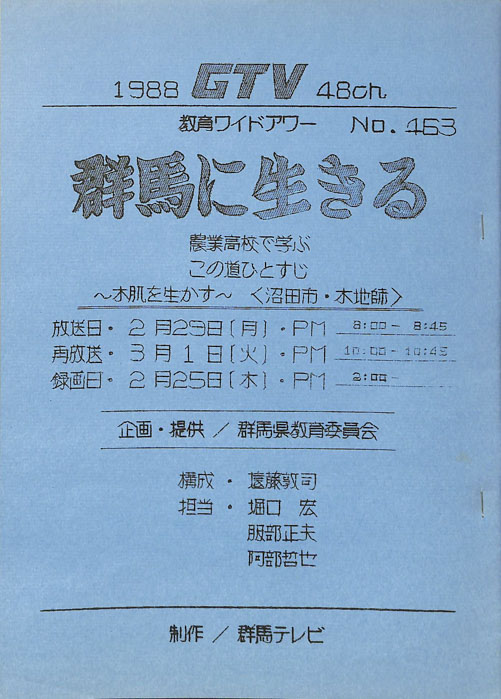 1988 GTV 48ch
教育ワイドアワー No. 463
群馬に生きる
農業高校で学ぶ
この道ひとすじ
～木肌を生かす～ 〈沼田市・木地師〉
放送日・ 2月29日(月)・PM 8:00- 8:45
再放送・ 3月 1日(火)・PM 10:00-10:45
録画日・ 2月25日(木)・PM 2:00-
企画・提供 / 群馬県教育委員会
構成 ・ 遠藤敦司
担当 ・ 堀口 宏
服部正夫
阿部哲也
制作 / 群馬テレビ